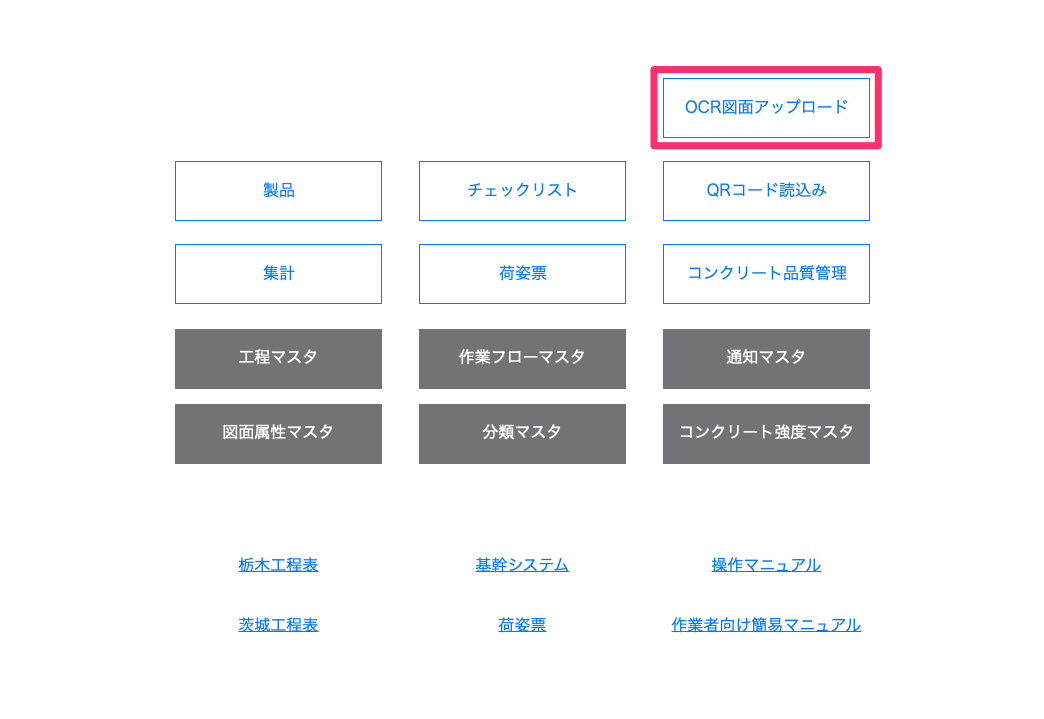 OCR図面アップロード
製品
チェックリスト
QRコード読込み
集計
荷姿票
コンクリート品質管理
工程マスタ
作業フローマスタ
通知マスタ
図面属性マスタ
分類マスタ
コンクリート強度マスタ
栃木工程表
基幹システム
操作マニュアル
茨城工程表
荷姿票
作業者向け簡易マニュアル